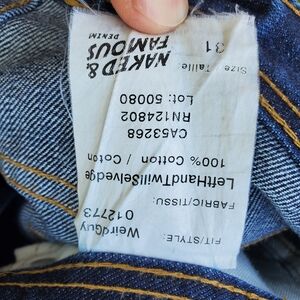 NAKED &
FAMOUS
DENIM
Size / Taille:
31
Lot: 50080
RN124802
CA53268
100% Cotton / Coton
LeftHandTwillSelvedge
FABRIC/TISSU:
012773
WeirdGuy
FIT/STYLE: